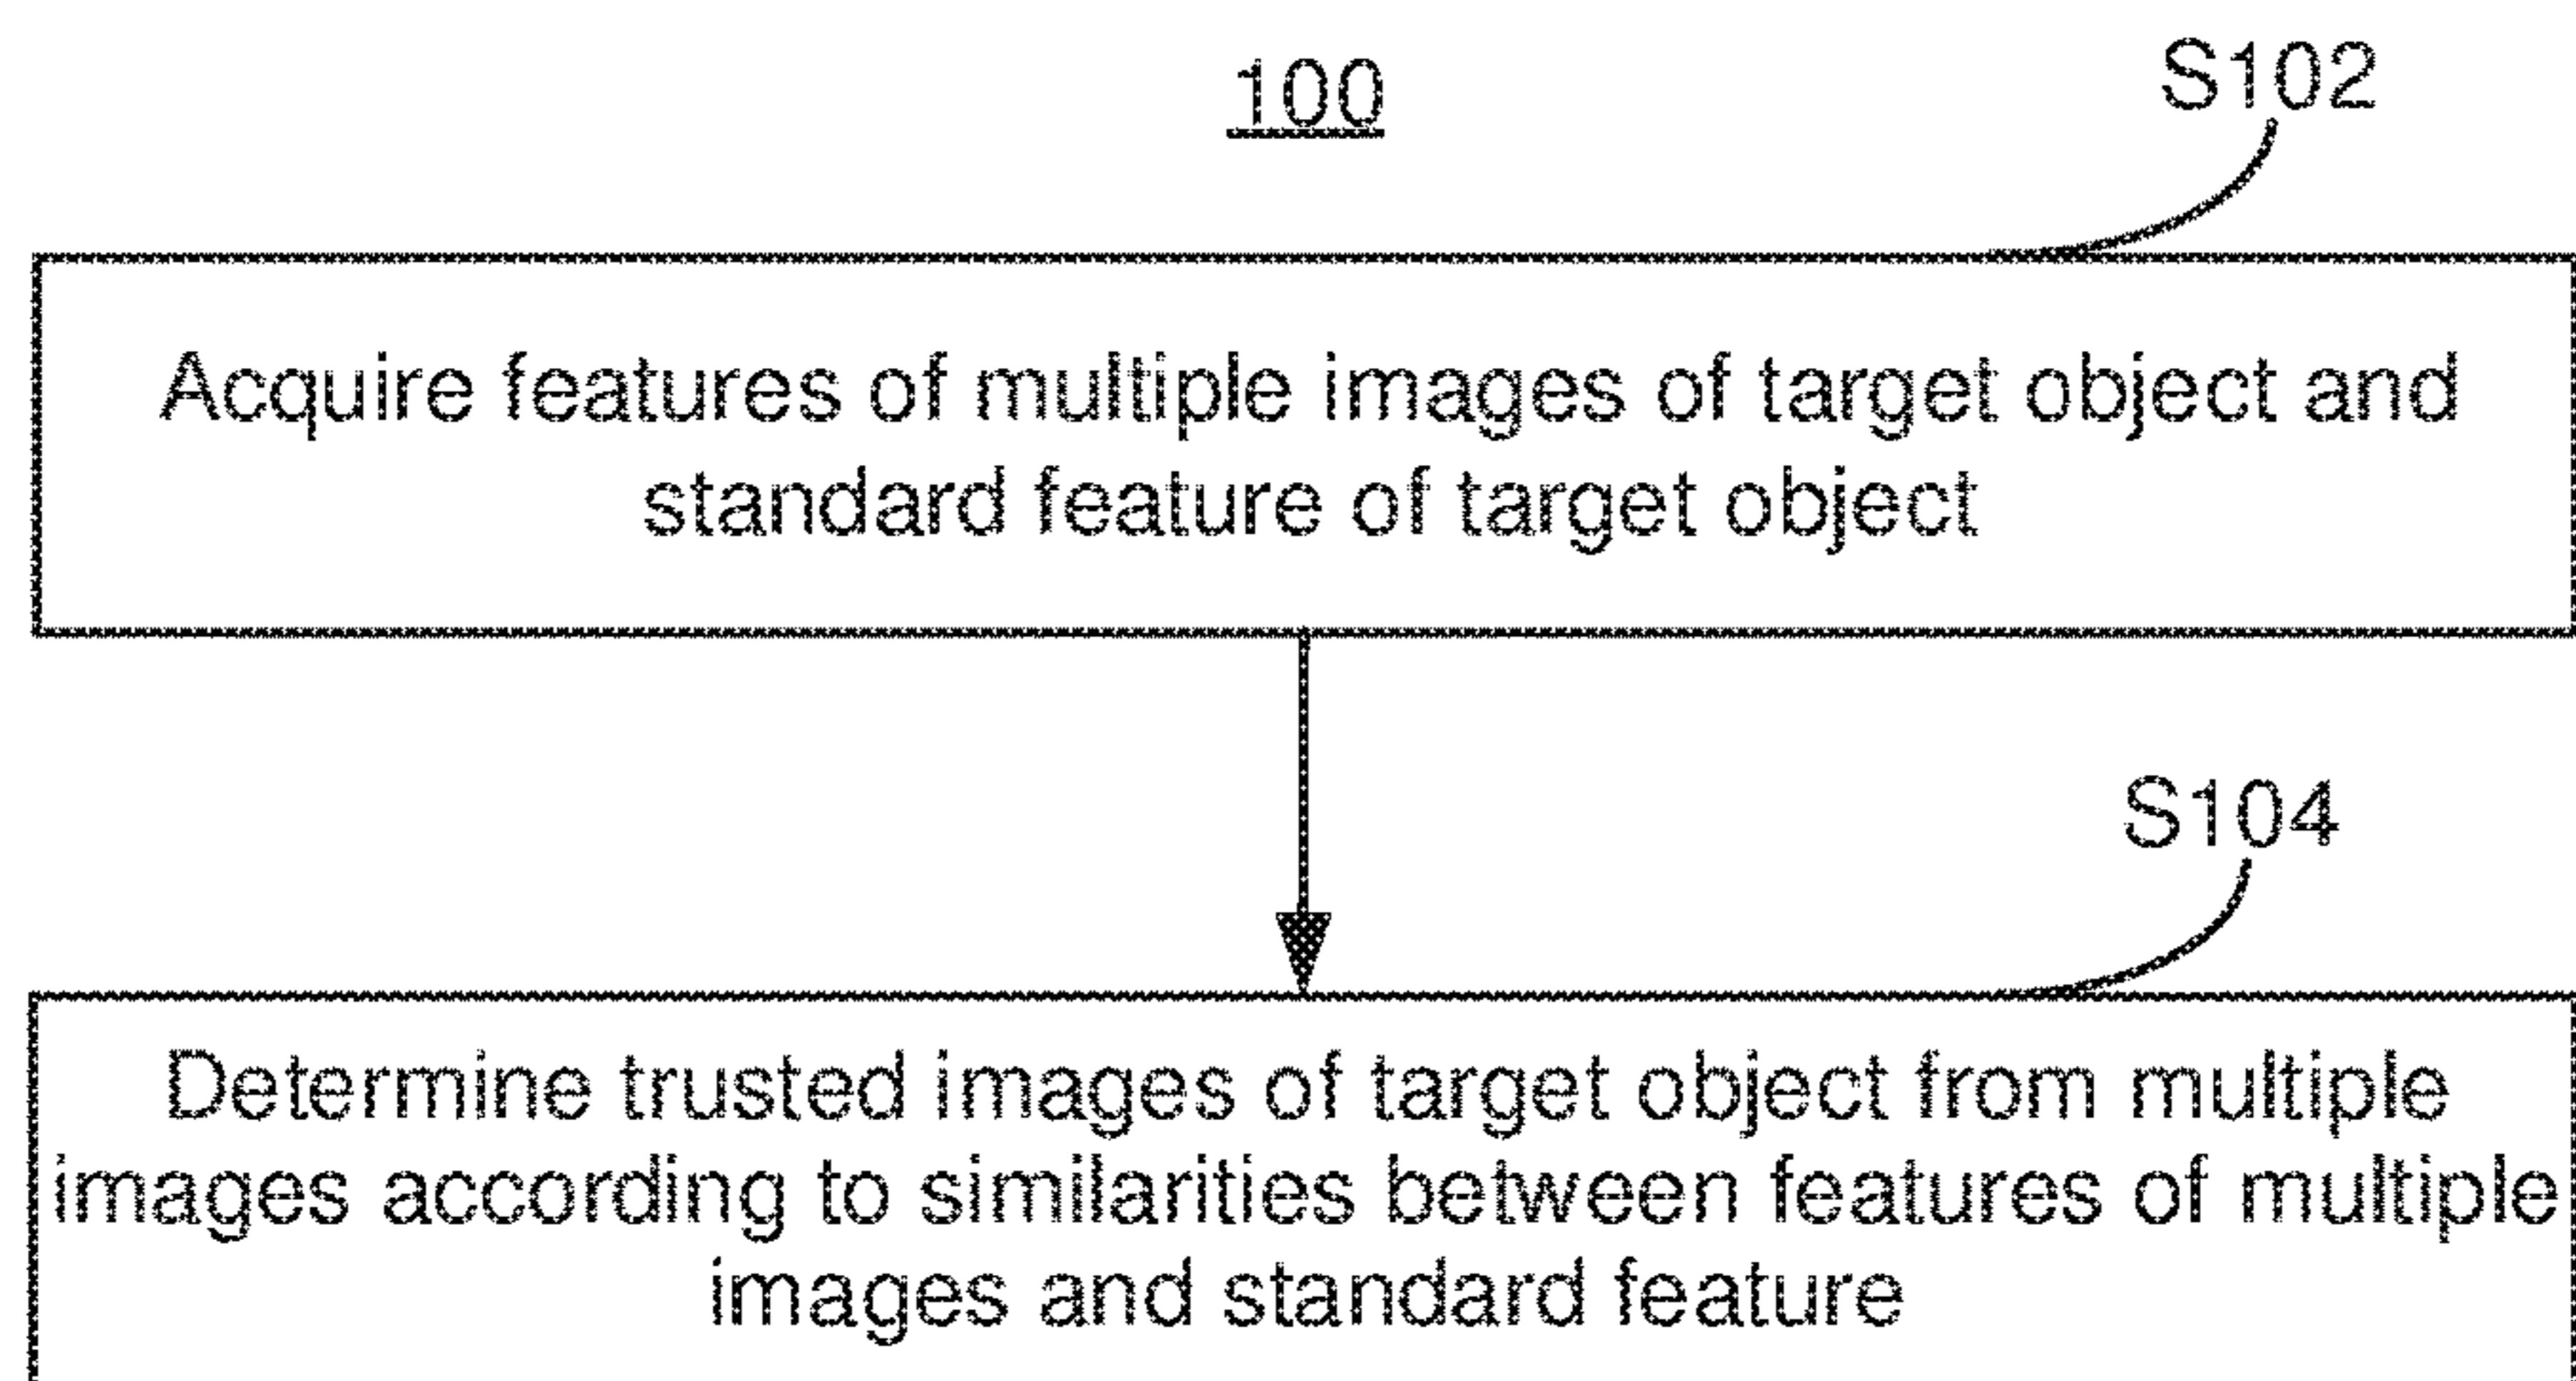 100
S102
Acquire features of multiple images of target object and
standard feature of target object
S104
Determine trusted images of target object from multiple
images according to similarities between features of multiple
images and standard feature